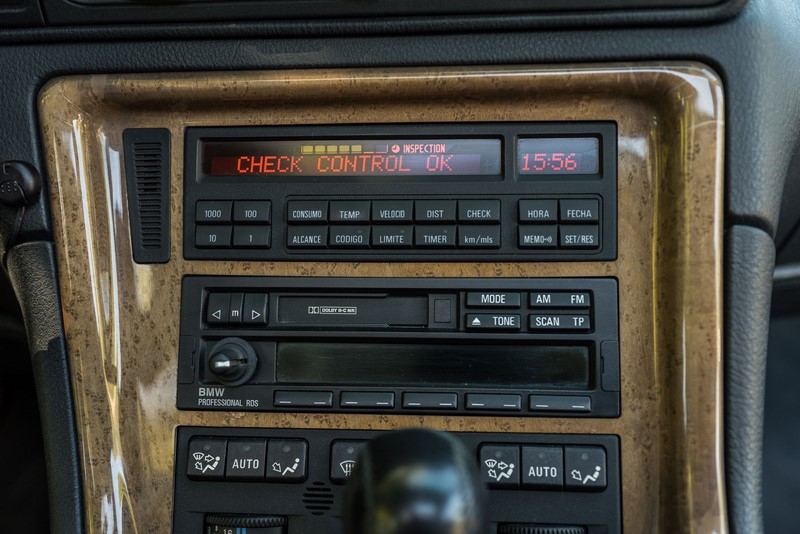 INSPECTION
CHECK CONTROL OK
15:56
1000 100
CONSUMO TEMP VELOCID DIST CHECK
HORA FECHA
10 1
ALCANCE CODIGO LIMITE TIMER km/mls
MEMO SET/RES
m
DOLBY B-C NR
MODE AM FM
TONE SCAN TP
BMW
PROFESSIONAL RDS
AUTO
AUTO
18